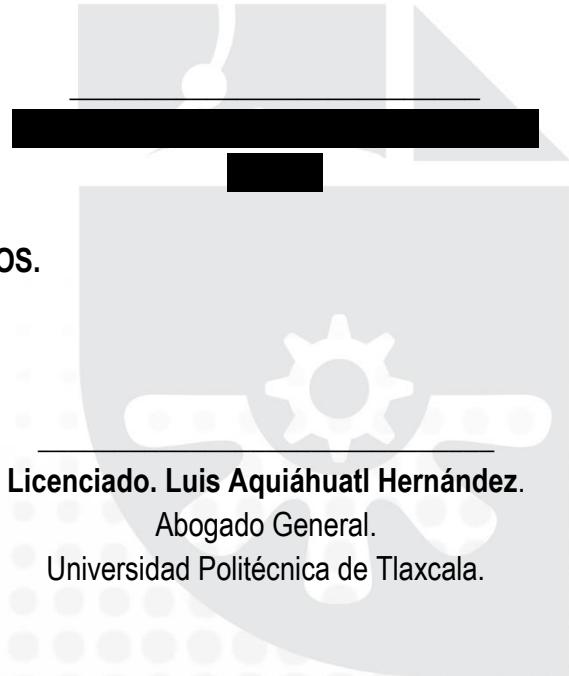 OS.
Licenciado. Luis Aquiáhuatl Hernández.
Abogado General.
Universidad Politécnica de Tlaxcala.